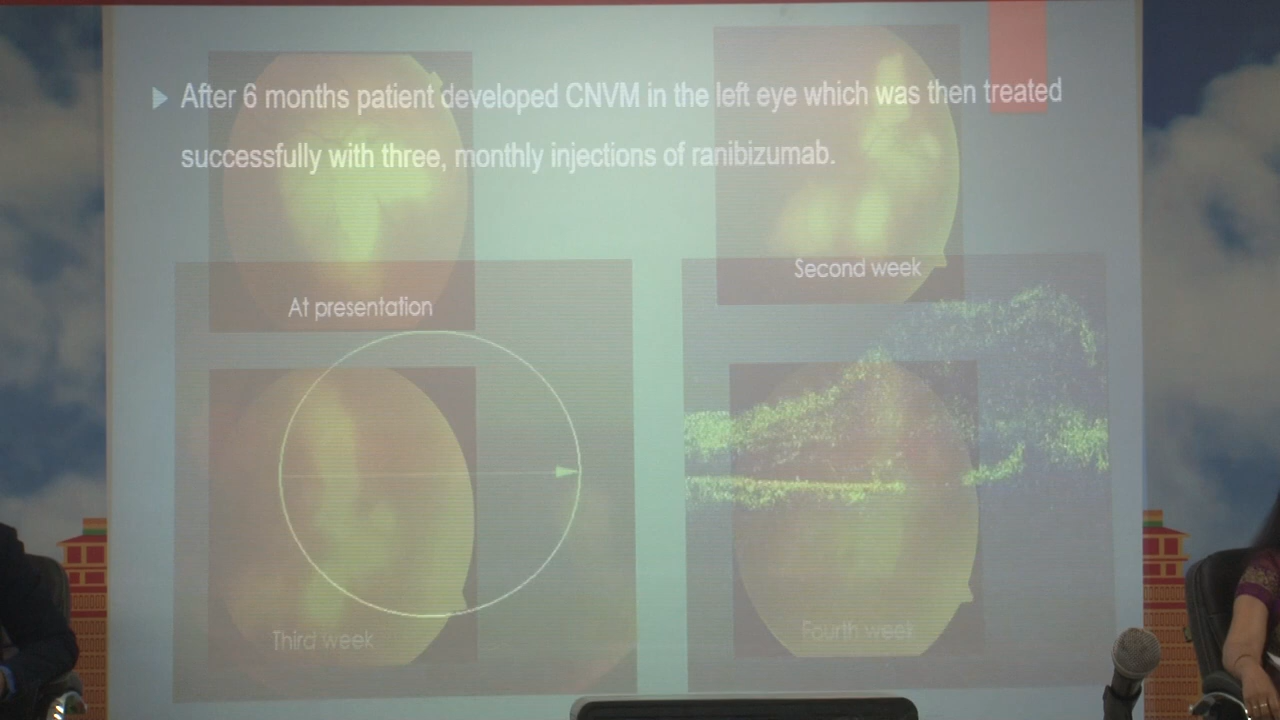 After 6 months patient developed CNVM in the left eye which was then treated
successfully with three, monthly injections of ranibizumab.
At presentation
Second week
Third week
Fourth week